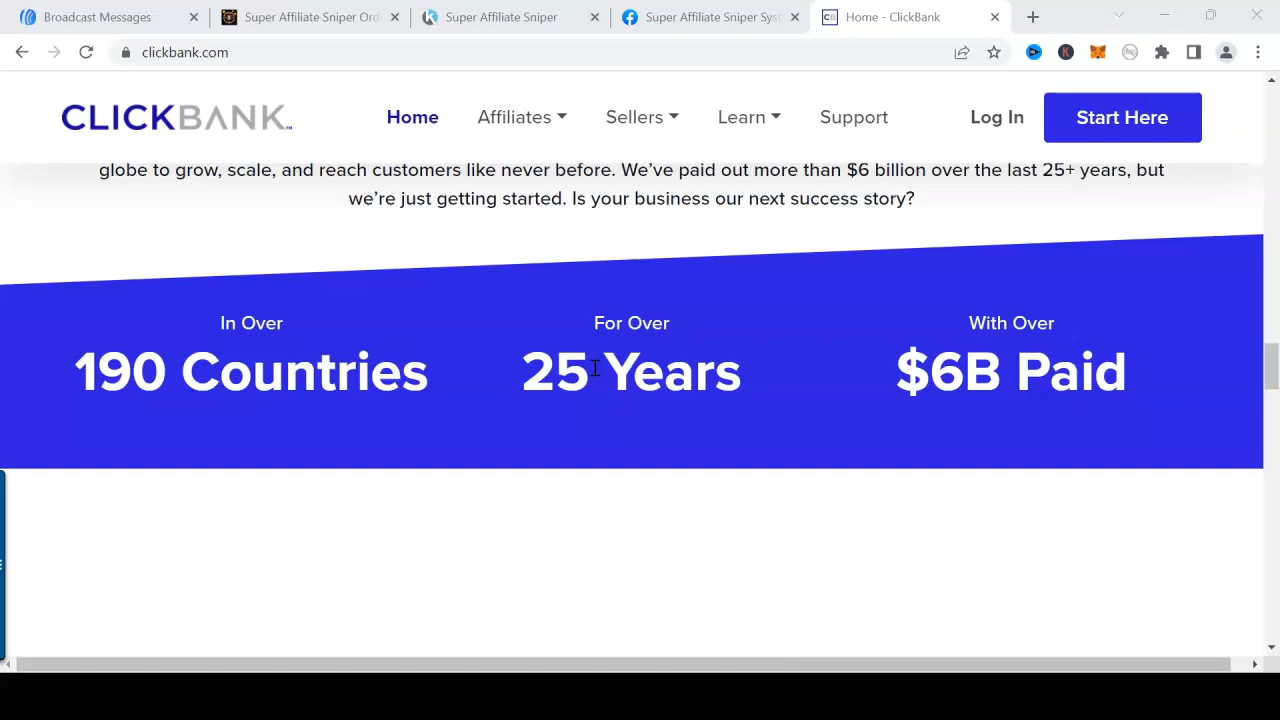 Broadcast Messages
Super Affiliate Sniper Ord
Super Affiliate Sniper
Super Affiliate Sniper Syst
Home - ClickBank
clickbank.com
CLICKBANK
Home
Affiliates
Sellers
Learn
Support
Log In
Start Here
globe to grow, scale, and reach customers like never before. We’ve paid out more than $6 billion over the last 25+ years, but
we’re just getting started. Is your business our next success story?
In Over
190 Countries
For Over
25 Years
With Over
$6B Paid